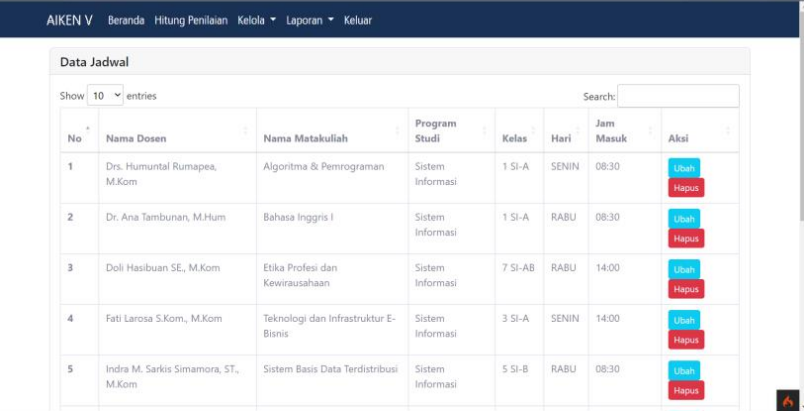 AIKEN V Beranda Hitung Penilaian Kelola Laporan Keluar
Data Jadwal
Show 10 entries Search:
No Nama Dosen Nama Matakuliah Program Studi Kelas Hari Jam Masuk Aksi
1 Drs. Humuntal Rumapea, M.Kom Algoritma & Pemrograman Sistem Informasi 1 SI-A SENIN 08:30 Ubah Hapus
2 Dr. Ana Tambunan, M.Hum Bahasa Inggris I Sistem Informasi 1 SI-A RABU 08:30 Ubah Hapus
3 Doli Hasibuan SE., M.Kom Etika Profesi dan Kewirausahaan Sistem Informasi 7 SI-AB RABU 14:00 Ubah Hapus
4 Fati Larosa S.Kom., M.Kom Teknologi dan Infrastruktur E-Bisnis Sistem Informasi 3 SI-A SENIN 14:00 Ubah Hapus
5 Indra M. Sarkis Simamora, ST., M.Kom Sistem Basis Data Terdistribusi Sistem Informasi 5 SI-B RABU 08:30 Ubah Hapus